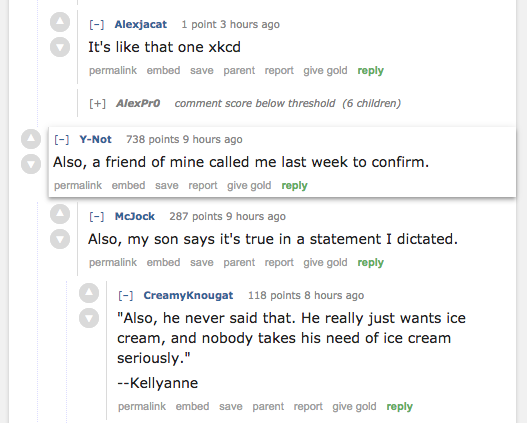 [–] Alexjacat 1 point 3 hours ago
It's like that one xkcd
permalink embed save parent report give gold reply
[+] AlexPr0 comment score below threshold (6 children)
[–] Y-Not 738 points 9 hours ago
Also, a friend of mine called me last week to confirm.
permalink embed save report give gold reply
[–] McJock 287 points 9 hours ago
Also, my son says it's true in a statement I dictated.
permalink embed save parent report give gold reply
[–] CreamyKnougat 118 points 8 hours ago
"Also, he never said that. He really just wants ice
cream, and nobody takes his need of ice cream
seriously."
--Kellyanne
permalink embed save parent report give gold reply